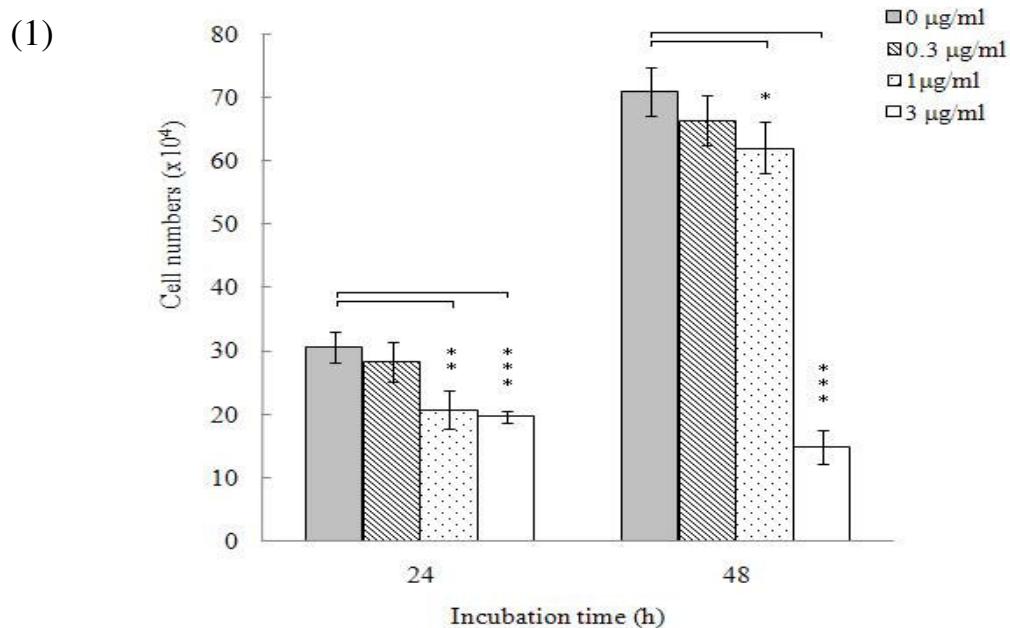 (1)
0 µg/ml
0.3 µg/ml
1µg/ml
3 µg/ml
Cell numbers (x 10⁴)
80
70
60
50
40
30
20
10
0
**
***
*
***
24
48
Incubation time (h)